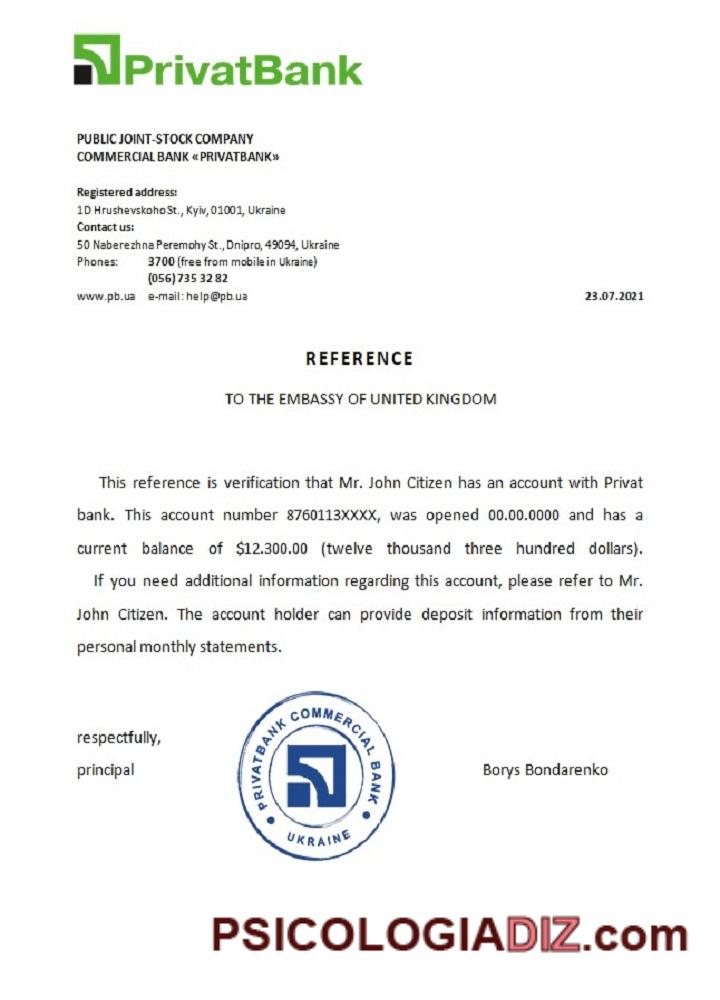 PrivatBank
PUBLIC JOINT-STOCK COMPANY
COMMERCIAL BANK «PRIVATBANK»
Registered address:
1D Hrushevskoho St., Kyiv, 01001, Ukraine
Contact us:
50 Naberezhna Peremohy St., Dnipro, 49094, Ukraine
Phones: 3700 (free from mobile in Ukraine)
(056) 735 32 82
www.pb.ua e-mail: help@pb.ua 23.07.2021
REFERENCE
TO THE EMBASSY OF UNITED KINGDOM
This reference is verification that Mr. John Citizen has an account with Privat
bank. This account number 8760113XXXX, was opened 00.00.0000 and has a
current balance of $12.300.00 (twelve thousand three hundred dollars).
If you need additional information regarding this account, please refer to Mr.
John Citizen. The account holder can provide deposit information from their
personal monthly statements.
respectfully,
principal Borys Bondarenko
PRIVATBANK COMMERCIAL BANK
UKRAINE
PSICOLOGIADIZ.com